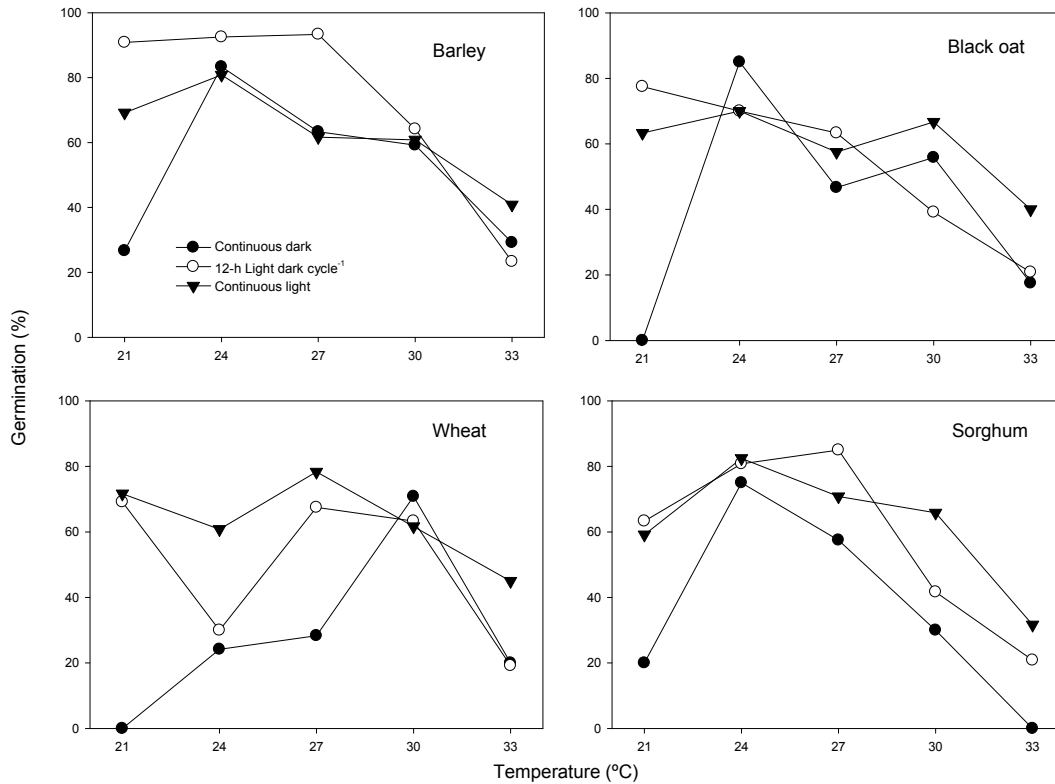 100
80
60
40
20
0
Barley
Continuous dark
12-h Light dark cycle⁻¹
Continuous light
21 24 27 30 33
100
80
60
40
20
0
Black oat
21 24 27 30 33
Germination (%)
100
80
60
40
20
0
Wheat
21 24 27 30 33
100
80
60
40
20
0
Sorghum
21 24 27 30 33
Temperature (ºC)